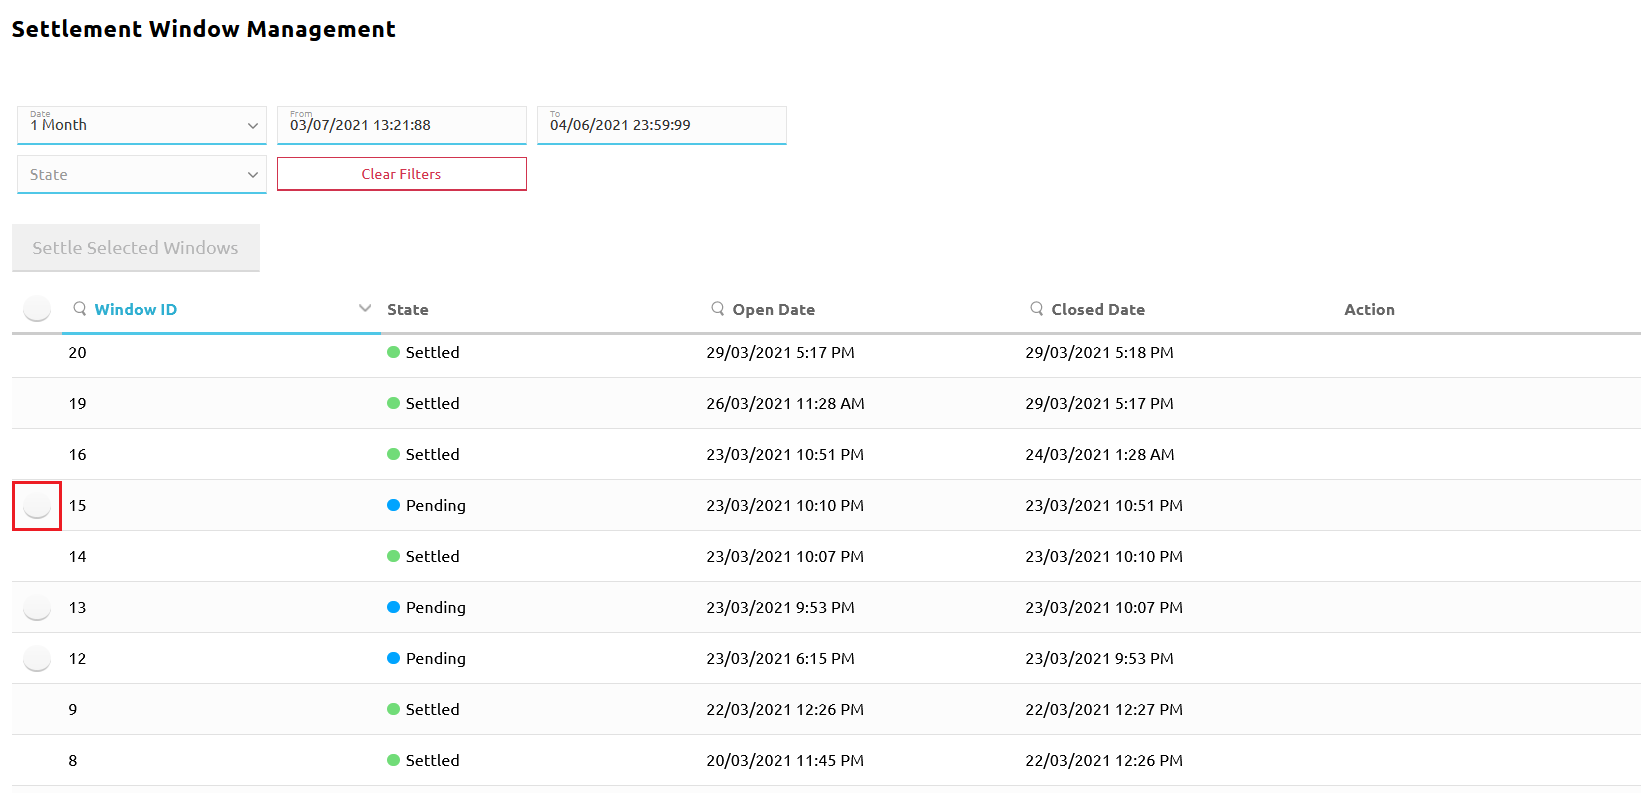 Settlement Window Management
Date From To
1 Month 03/07/2021 13:21:88 04/06/2021 23:59:99
State Clear Filters
Settle Selected Windows
Window ID State Open Date Closed Date Action
20 Settled 29/03/2021 5:17 PM 29/03/2021 5:18 PM
19 Settled 26/03/2021 11:28 AM 29/03/2021 5:17 PM
16 Settled 23/03/2021 10:51 PM 24/03/2021 1:28 AM
15 Pending 23/03/2021 10:10 PM 23/03/2021 10:51 PM
14 Settled 23/03/2021 10:07 PM 23/03/2021 10:10 PM
13 Pending 23/03/2021 9:53 PM 23/03/2021 10:07 PM
12 Pending 23/03/2021 6:15 PM 23/03/2021 9:53 PM
9 Settled 22/03/2021 12:26 PM 22/03/2021 12:27 PM
8 Settled 20/03/2021 11:45 PM 22/03/2021 12:26 PM